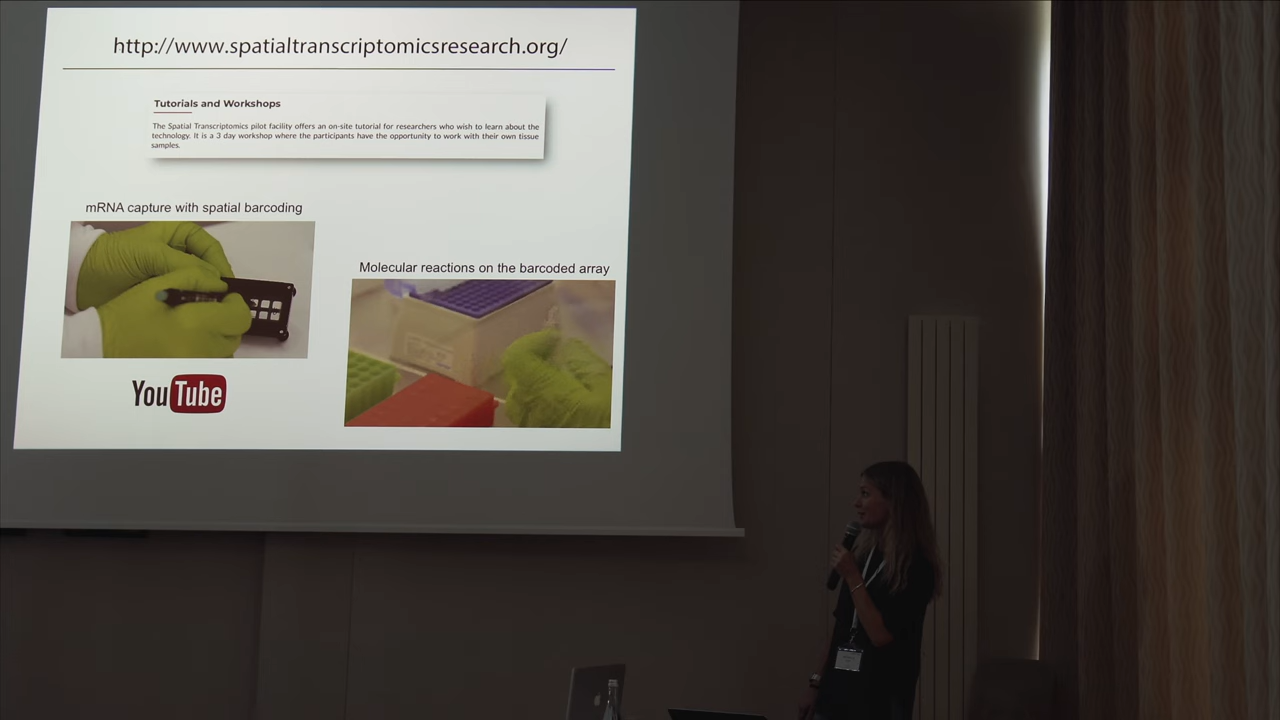 http://www.spatialtranscriptomicsresearch.org/
Tutorials and Workshops
The Spatial Transcriptomics pilot facility offers an on-site tutorial for researchers who wish to learn about the
technology. It is a 3 day workshop where the participants have the opportunity to work with their own tissue
samples.
mRNA capture with spatial barcoding
Molecular reactions on the barcoded array
YouTube